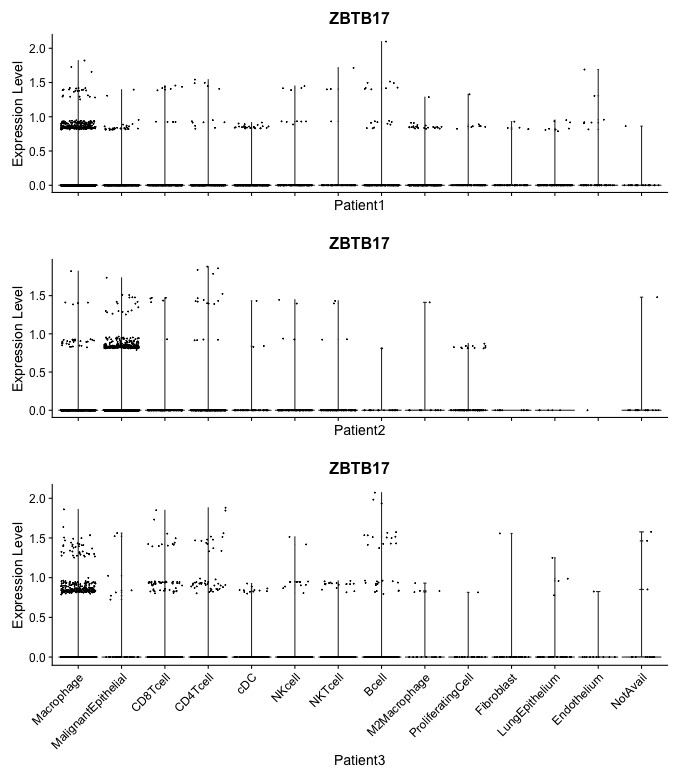 ZBTB17
Expression Level
2.0
1.5
1.0
0.5
0.0
Patient1
ZBTB17
Expression Level
1.5
1.0
0.5
0.0
Patient2
ZBTB17
Expression Level
2.0
1.5
1.0
0.5
0.0
Macrophage
MalignantEpithelial
CD8Tcell
CD4Tcell
cDC
NKcell
NKTcell
Bcell
M2Macrophage
ProliferatingCell
Fibroblast
LungEpithelium
Endothelium
NotAvail
Patient3